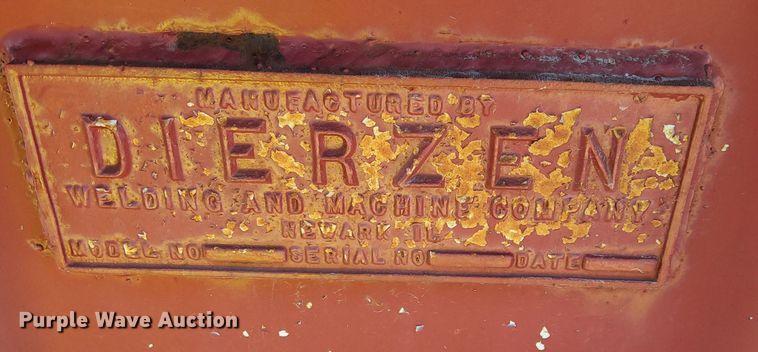 MANUFACTURED BY
DIERZEN
WELDING AND MACHINE COMPANY
NEWARK IL
MODEL NO SERIAL NO DATE
Purple Wave Auction